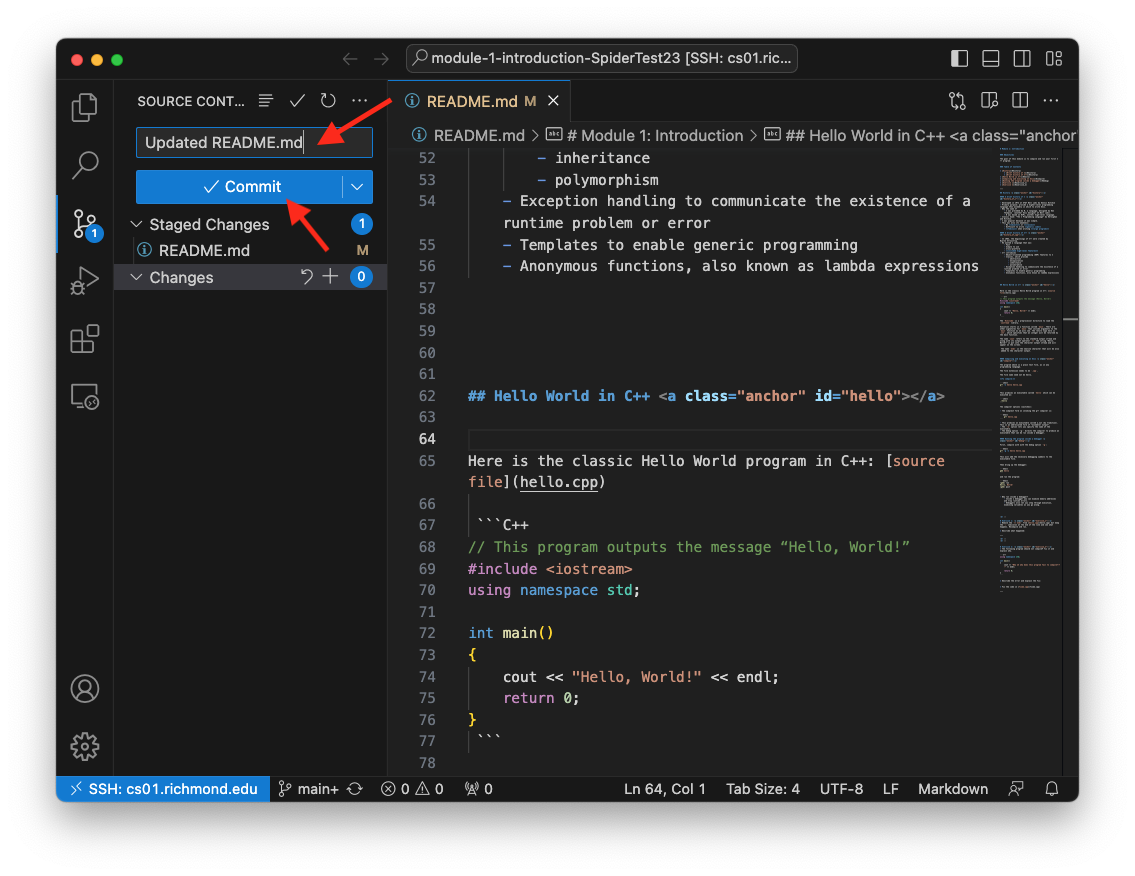 module-1-introduction-SpiderTest23 [SSH: cs01.ric...
SOURCE CONT...
README.md M
Updated README.md
Commit
Staged Changes 1
README.md M
Changes 0
1
README.md > # Module 1: Introduction > ## Hello World in C++ <a class="anchor"
52 - inheritance
53 - polymorphism
54 - Exception handling to communicate the existence of a
runtime problem or error
55 - Templates to enable generic programming
56 - Anonymous functions, also known as lambda expressions
57
58
59
60
61
62 ## Hello World in C++ <a class="anchor" id="hello"></a>
63
64
65 Here is the classic Hello World program in C++: [source
file](hello.cpp)
66
67 ```C++
68 // This program outputs the message “Hello, World!”
69 #include <iostream>
70 using namespace std;
71
72 int main()
73 {
74 cout << "Hello, World!" << endl;
75 return 0;
76 }
77 ```
78
SSH: cs01.richmond.edu main+ 0 0 0 Ln 64, Col 1 Tab Size: 4 UTF-8 LF Markdown